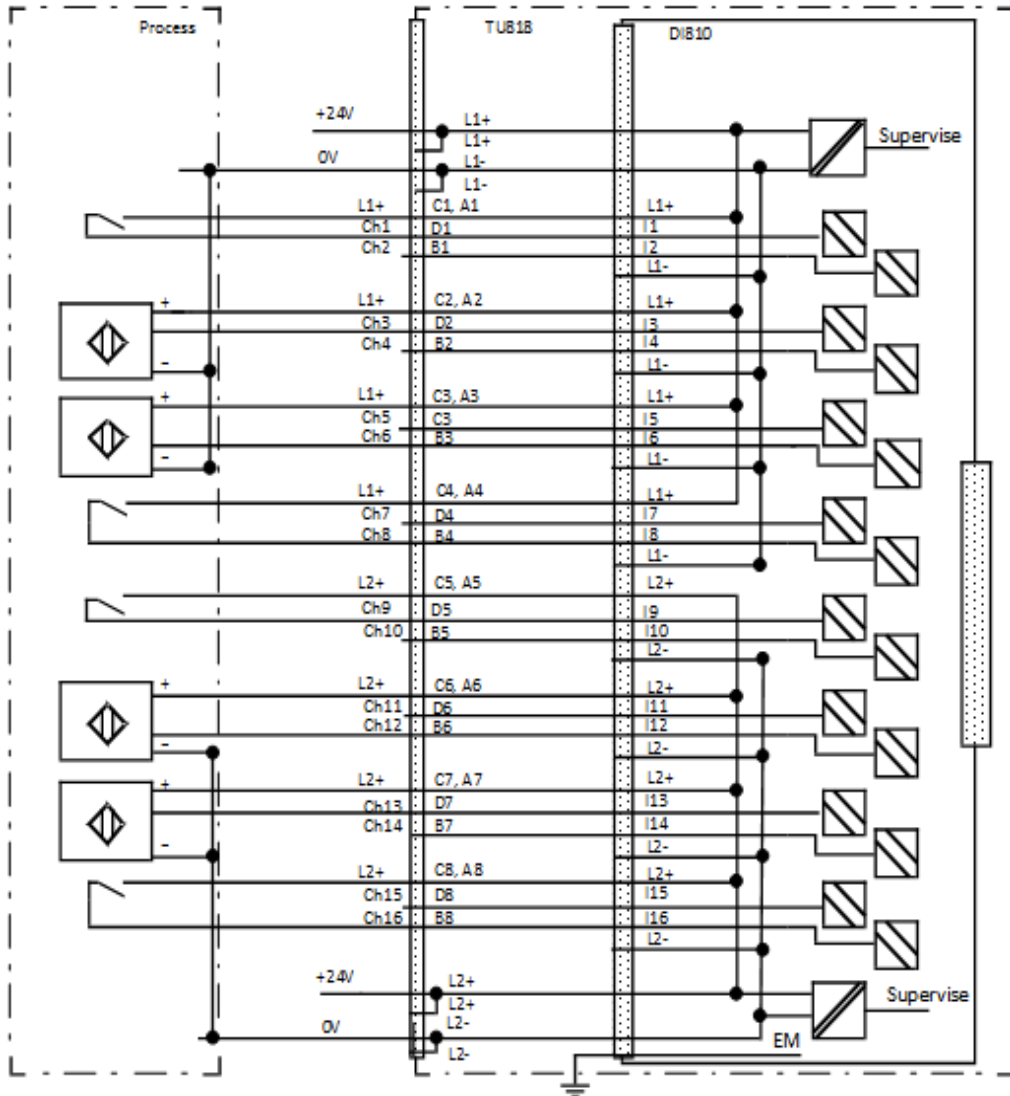 Process TU818 DI810
+24V L1+
L1+ Supervise
0V L1-
L1-
L1+ C1, A1 L1+
Ch1 D1 I1
Ch2 B1 I2
L1-
+ L1+ C2, A2 L1+
Ch3 D2 I3
Ch4 B2 I4
- L1-
+ L1+ C3, A3 L1+
Ch5 C3 I5
Ch6 B3 I6
- L1-
L1+ C4, A4 L1+
Ch7 D4 I7
Ch8 B4 I8
L1-
L2+ C5, A5 L2+
Ch9 D5 I9
Ch10 B5 I10
L2-
+ L2+ C6, A6 L2+
Ch11 D6 I11
Ch12 B6 I12
- L2-
+ L2+ C7, A7 L2+
Ch13 D7 I13
Ch14 B7 I14
- L2-
L2+ C8, A8 L2+
Ch15 D8 I15
Ch16 B8 I16
L2-
+24V L2+
L2+ Supervise
0V L2-
L2- EM